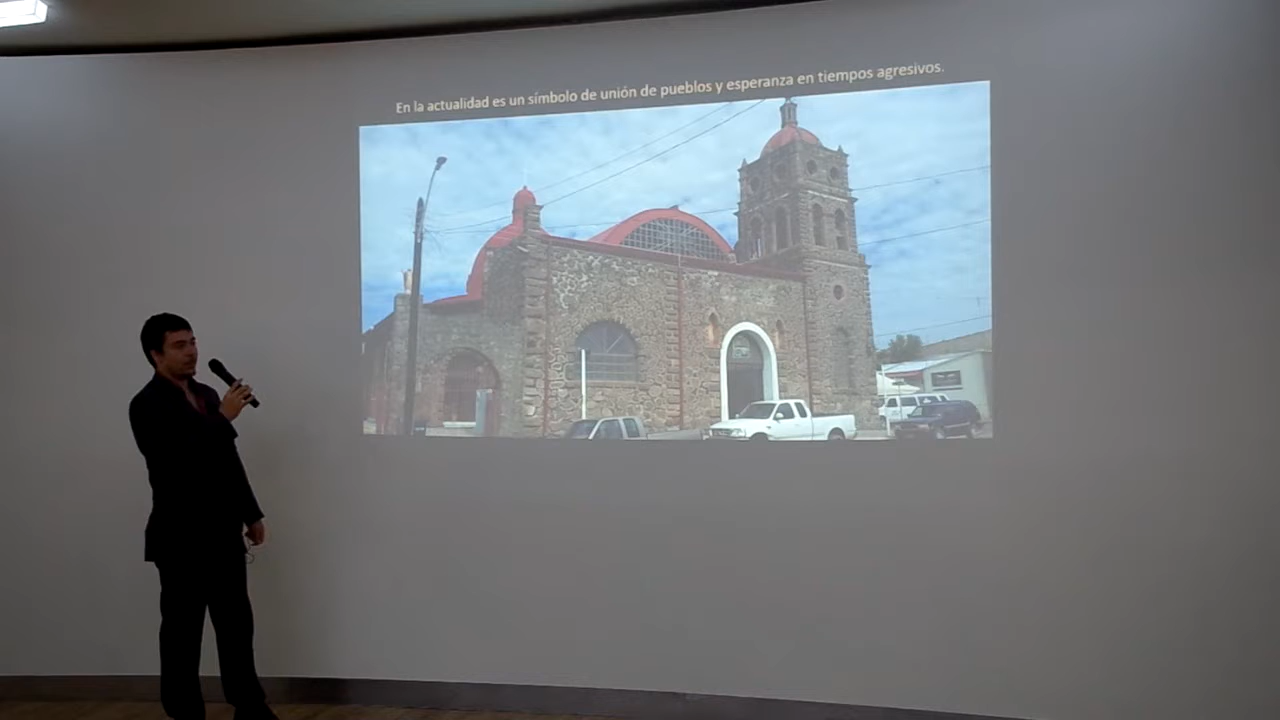 En la actualidad es un símbolo de unión de pueblos y esperanza en tiempos agresivos.